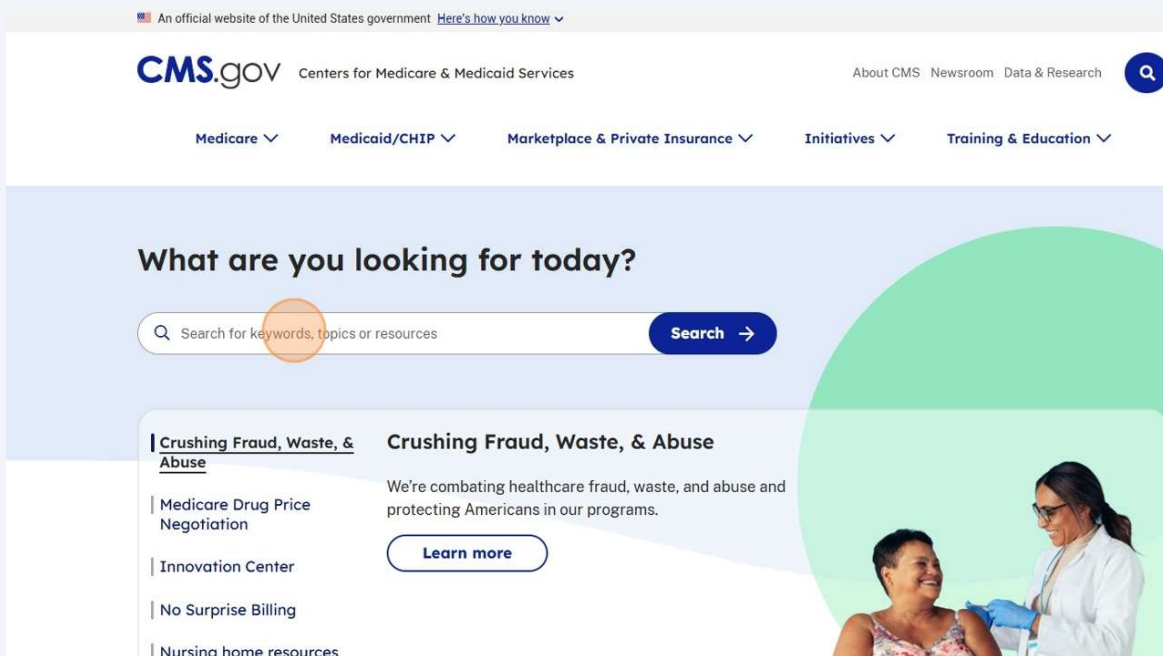 An official website of the United States government Here's how you know
CMS.gov Centers for Medicare & Medicaid Services
About CMS Newsroom Data & Research
Medicare Medicaid/CHIP Marketplace & Private Insurance Initiatives Training & Education
What are you looking for today?
Search for keywords, topics or resources
Search →
Crushing Fraud, Waste, &
Abuse
Medicare Drug Price
Negotiation
Innovation Center
No Surprise Billing
Nursing home resources
Crushing Fraud, Waste, & Abuse
We're combating healthcare fraud, waste, and abuse and
protecting Americans in our programs.
Learn more